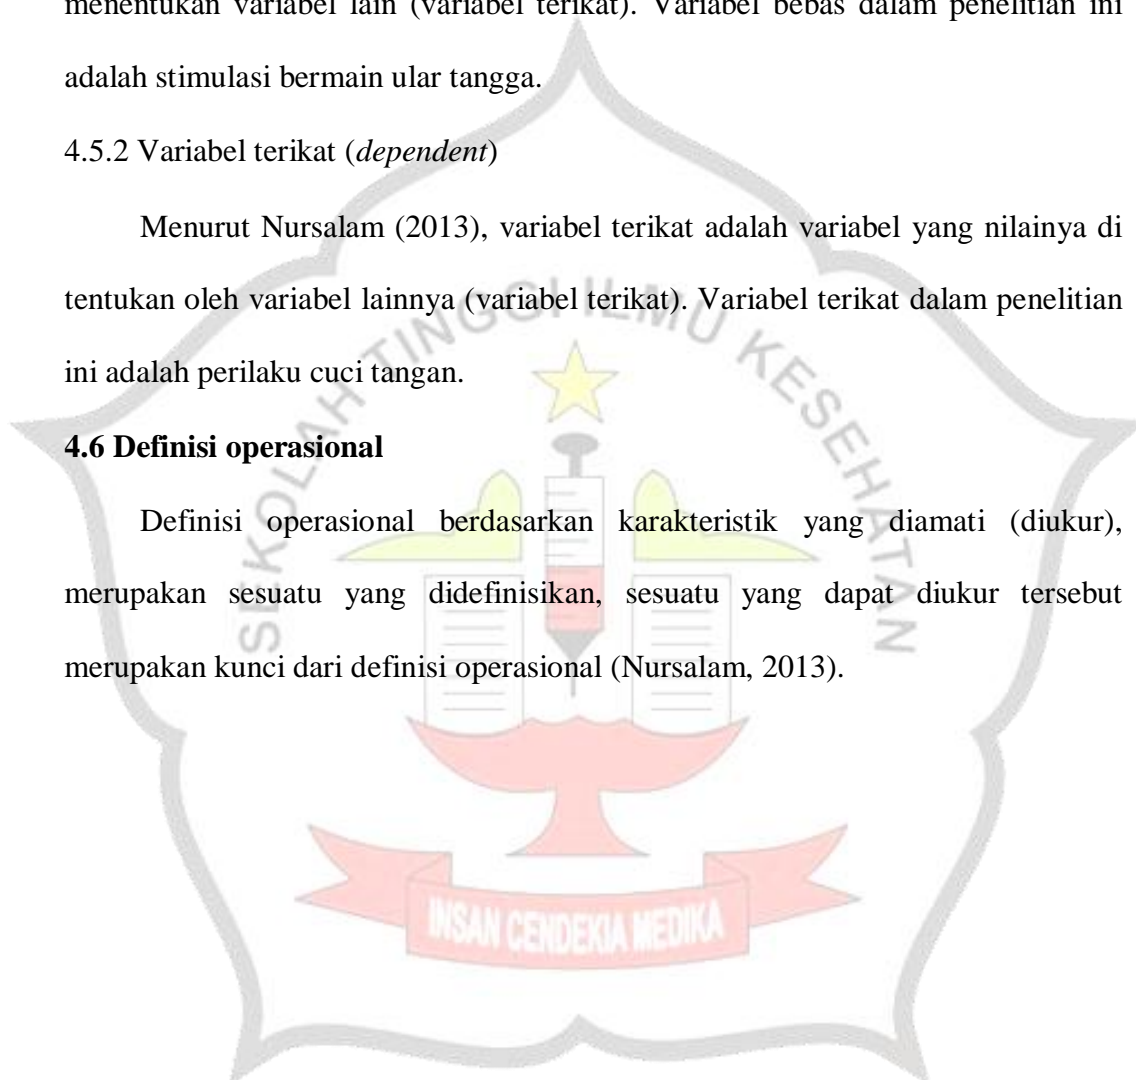 menentukan variabel lain (variabel terikat). Variabel bebas dalam penelitian ini
adalah stimulasi bermain ular tangga.
4.5.2 Variabel terikat (dependent)
Menurut Nursalam (2013), variabel terikat adalah variabel yang nilainya di
tentukan oleh variabel lainnya (variabel terikat). Variabel terikat dalam penelitian
ini adalah perilaku cuci tangan.
4.6 Definisi operasional
Definisi operasional berdasarkan karakteristik yang diamati (diukur),
merupakan sesuatu yang didefinisikan, sesuatu yang dapat diukur tersebut
merupakan kunci dari definisi operasional (Nursalam, 2013).
SEKOLAH TINGGI ILMU KESEHATAN
INSAN CENDEKIA MEDIKA